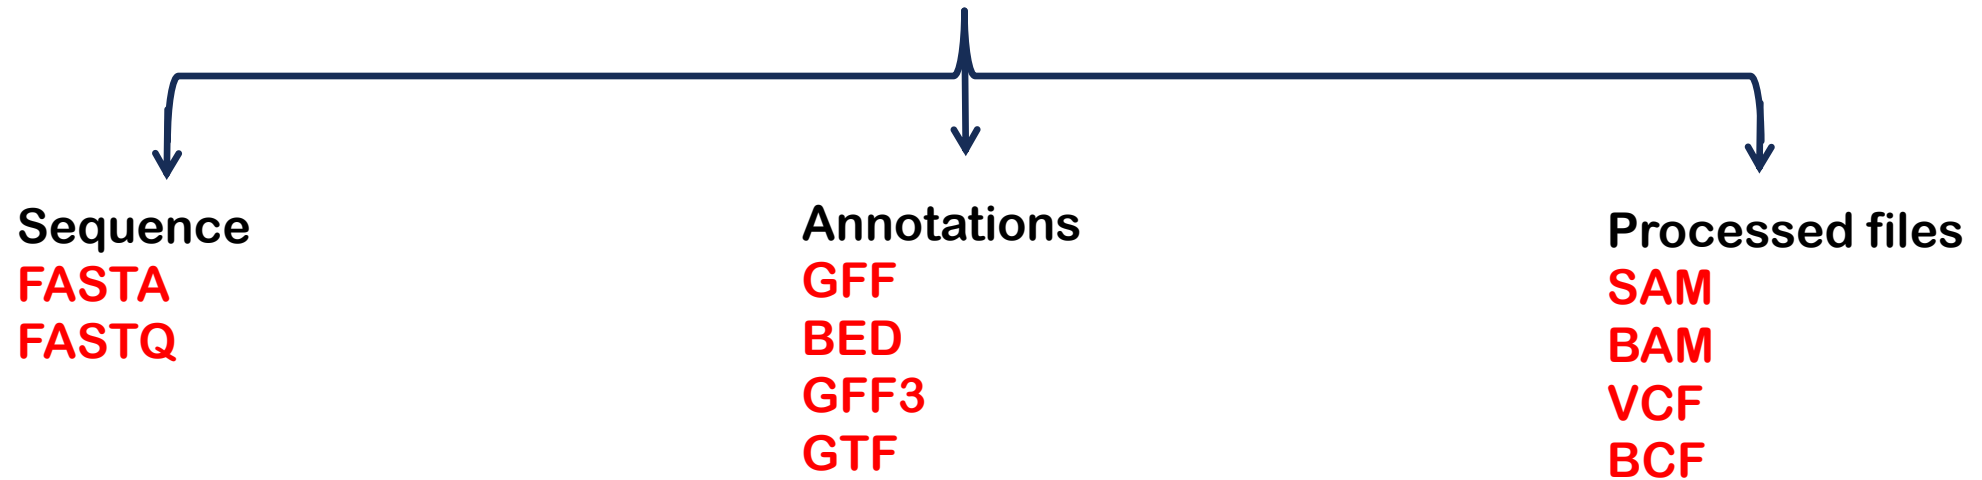 Sequence
FASTA
FASTQ
Annotations
GFF
BED
GFF3
GTF
Processed files
SAM
BAM
VCF
BCF